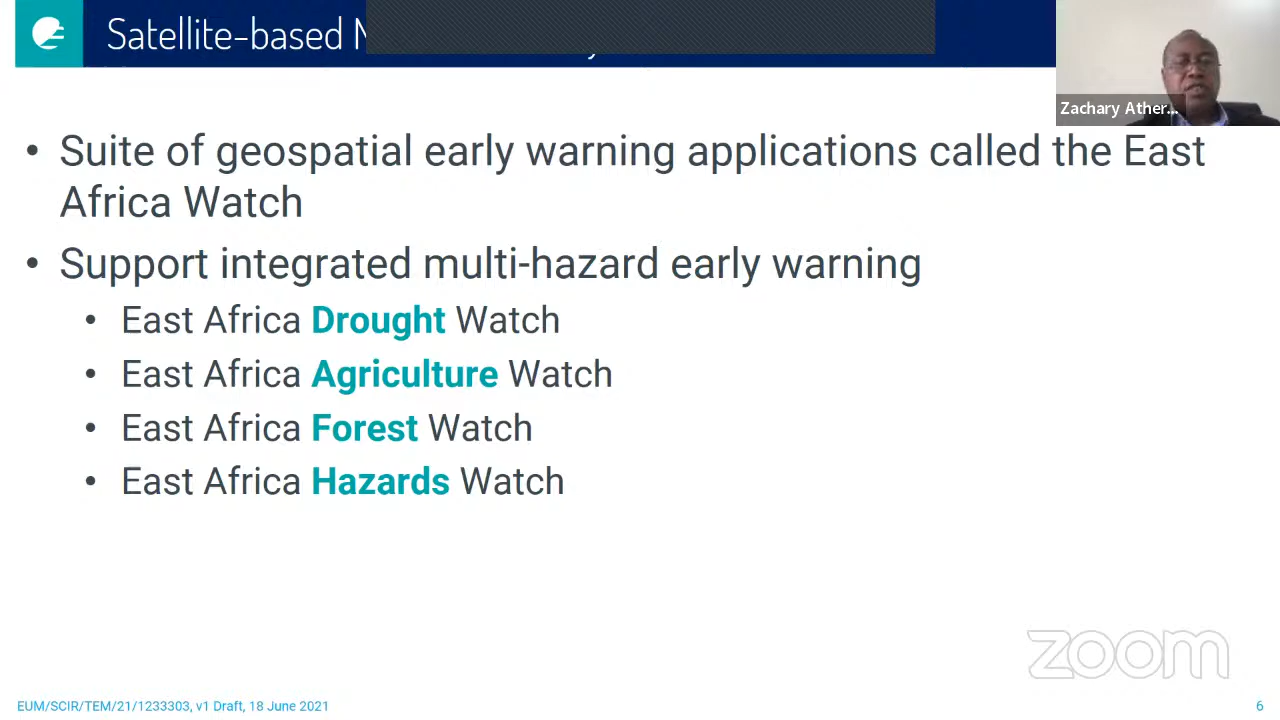 Satellite-based
Zachary Ather...
• Suite of geospatial early warning applications called the East
Africa Watch
• Support integrated multi-hazard early warning
• East Africa Drought Watch
• East Africa Agriculture Watch
• East Africa Forest Watch
• East Africa Hazards Watch
zoom
EUM/SCIR/TEM/21/1233303, v1 Draft, 18 June 2021
6